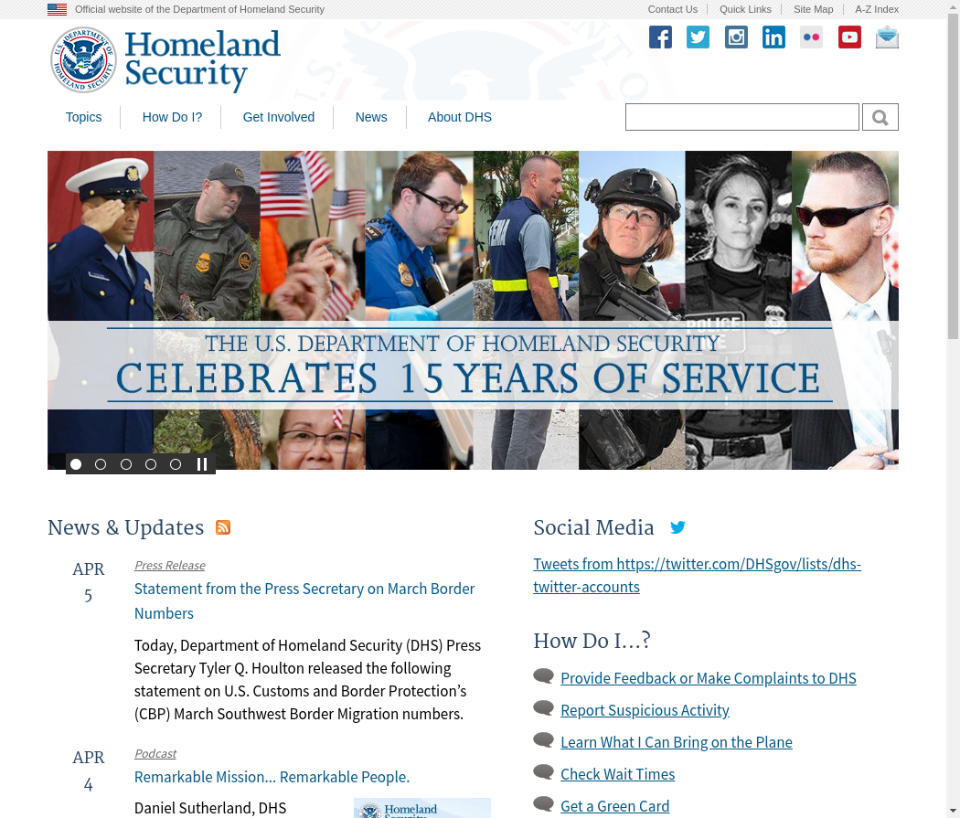 Official website of the Department of Homeland Security
Contact Us
Quick Links
Site Map
A-Z Index
Homeland
Security
Topics
How Do I?
Get Involved
News
About DHS
FEMA
POLICE
THE U.S. DEPARTMENT OF HOMELAND SECURITY
CELEBRATES 15 YEARS OF SERVICE
News & Updates
APR
5
Press Release
Statement from the Press Secretary on March Border
Numbers
Today, Department of Homeland Security (DHS) Press
Secretary Tyler Q. Houlton released the following
statement on U.S. Customs and Border Protection’s
(CBP) March Southwest Border Migration numbers.
APR
4
Podcast
Remarkable Mission... Remarkable People.
Daniel Sutherland, DHS
Homeland
Social Media
Tweets from https://twitter.com/DHSgov/lists/dhs-
twitter-accounts
How Do I...?
Provide Feedback or Make Complaints to DHS
Report Suspicious Activity
Learn What I Can Bring on the Plane
Check Wait Times
Get a Green Card